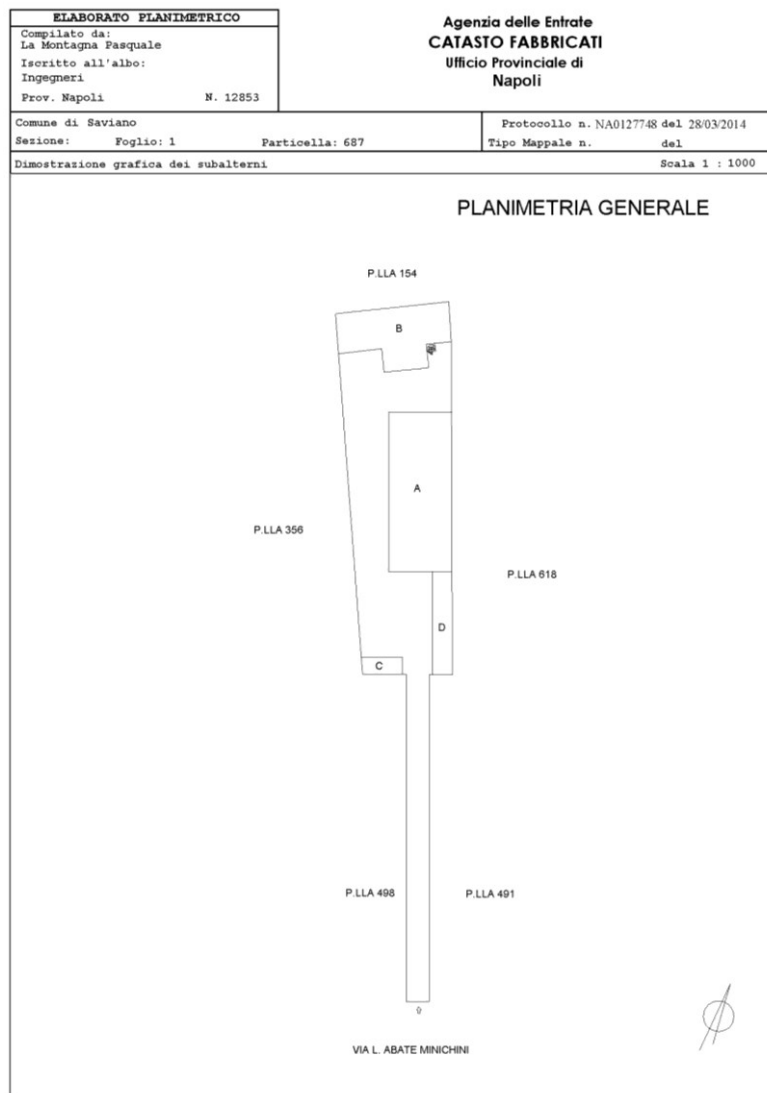 ELABORATO PLANIMETRICO
Compilato da:
La Montagna Pasquale
Iscritto all'albo:
Ingegneri
Prov. Napoli N. 12853
Agenzia delle Entrate
CATASTO FABBRICATI
Ufficio Provinciale di
Napoli
Comune di Saviano
Sezione: Foglio: 1 Particella: 687
Protocollo n. NA0127748 del 28/03/2014
Tipo Mappale n. del
Dimostrazione grafica dei subalterni Scala 1 : 1000
PLANIMETRIA GENERALE
P.LLA 154
B
A
P.LLA 356
P.LLA 618
D
C
P.LLA 498
P.LLA 491
VIA L. ABATE MINICHINI